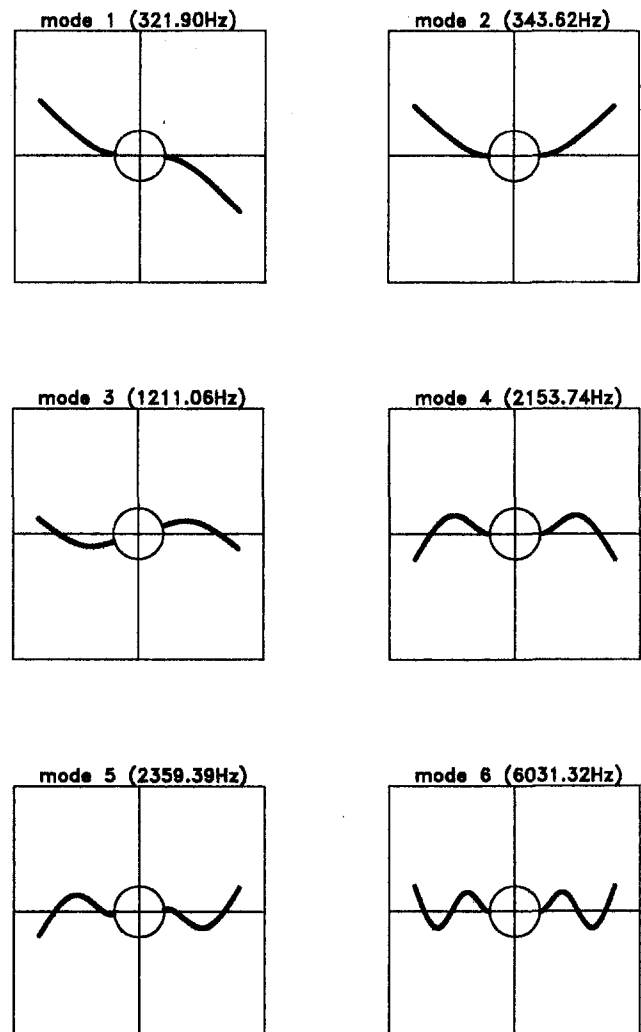 mode 1 (321.90Hz)
mode 2 (343.62Hz)
mode 3 (1211.06Hz)
mode 4 (2153.74Hz)
mode 5 (2359.39Hz)
mode 6 (6031.32Hz)